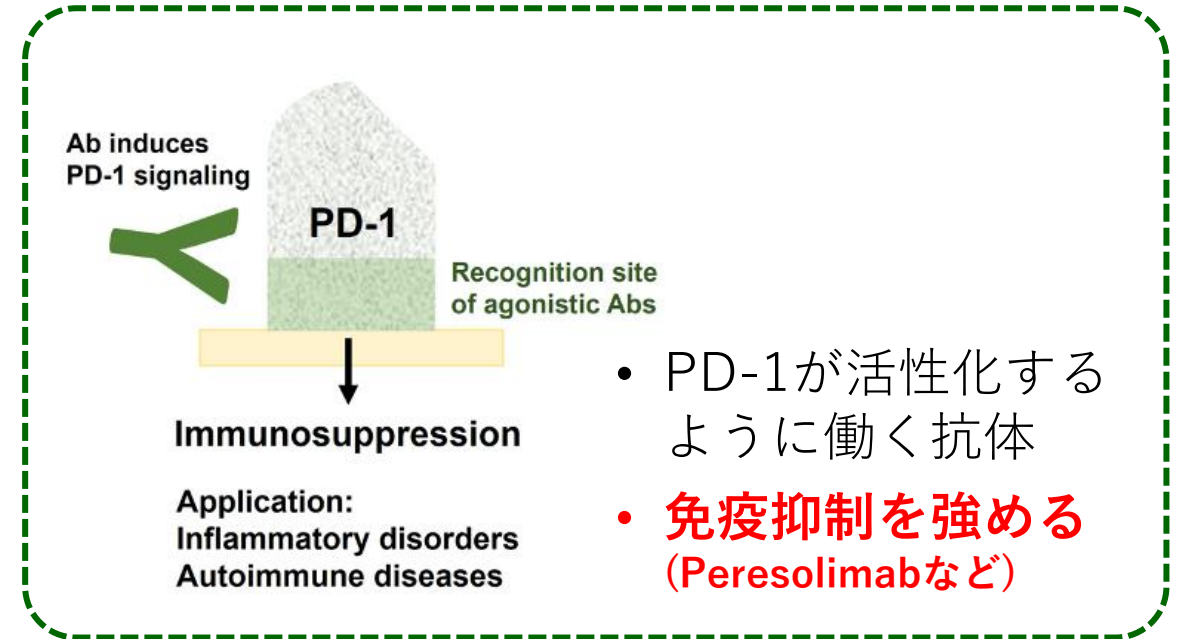 Ab induces
PD-1 signaling
PD-1
Recognition site
of agonistic Abs
Immunosuppression
Application:
Inflammatory disorders
Autoimmune diseases
• PD-1が活性化する
ように働く抗体
• 免疫抑制を強める
(Peresolimabなど)